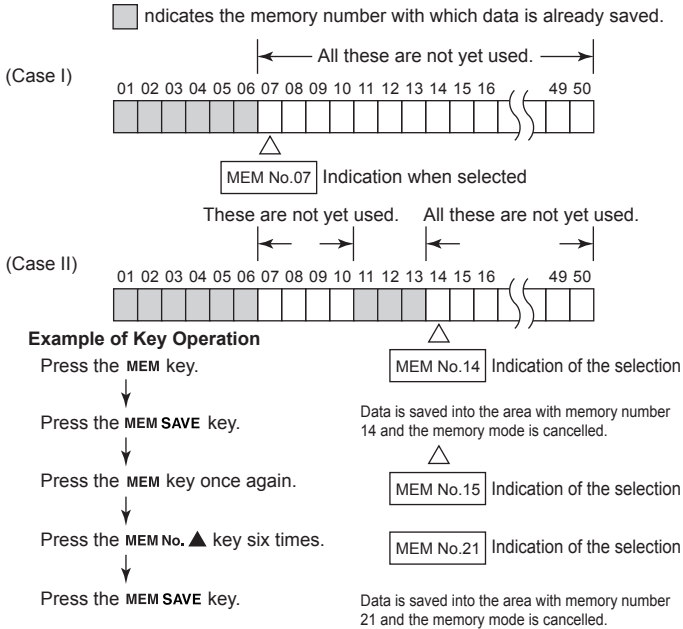 ndicates the memory number with which data is already saved.
All these are not yet used.
(Case I)
01 02 03 04 05 06 07 08 09 10 11 12 13 14 15 16 49 50
MEM No.07 Indication when selected
These are not yet used. All these are not yet used.
(Case II)
01 02 03 04 05 06 07 08 09 10 11 12 13 14 15 16 49 50
Example of Key Operation
Press the MEM key.
MEM No.14 Indication of the selection
Press the MEM SAVE key.
Data is saved into the area with memory number
14 and the memory mode is cancelled.
Press the MEM key once again.
MEM No.15 Indication of the selection
Press the MEM No. ▲ key six times.
MEM No.21 Indication of the selection
Press the MEM SAVE key.
Data is saved into the area with memory number
21 and the memory mode is cancelled.